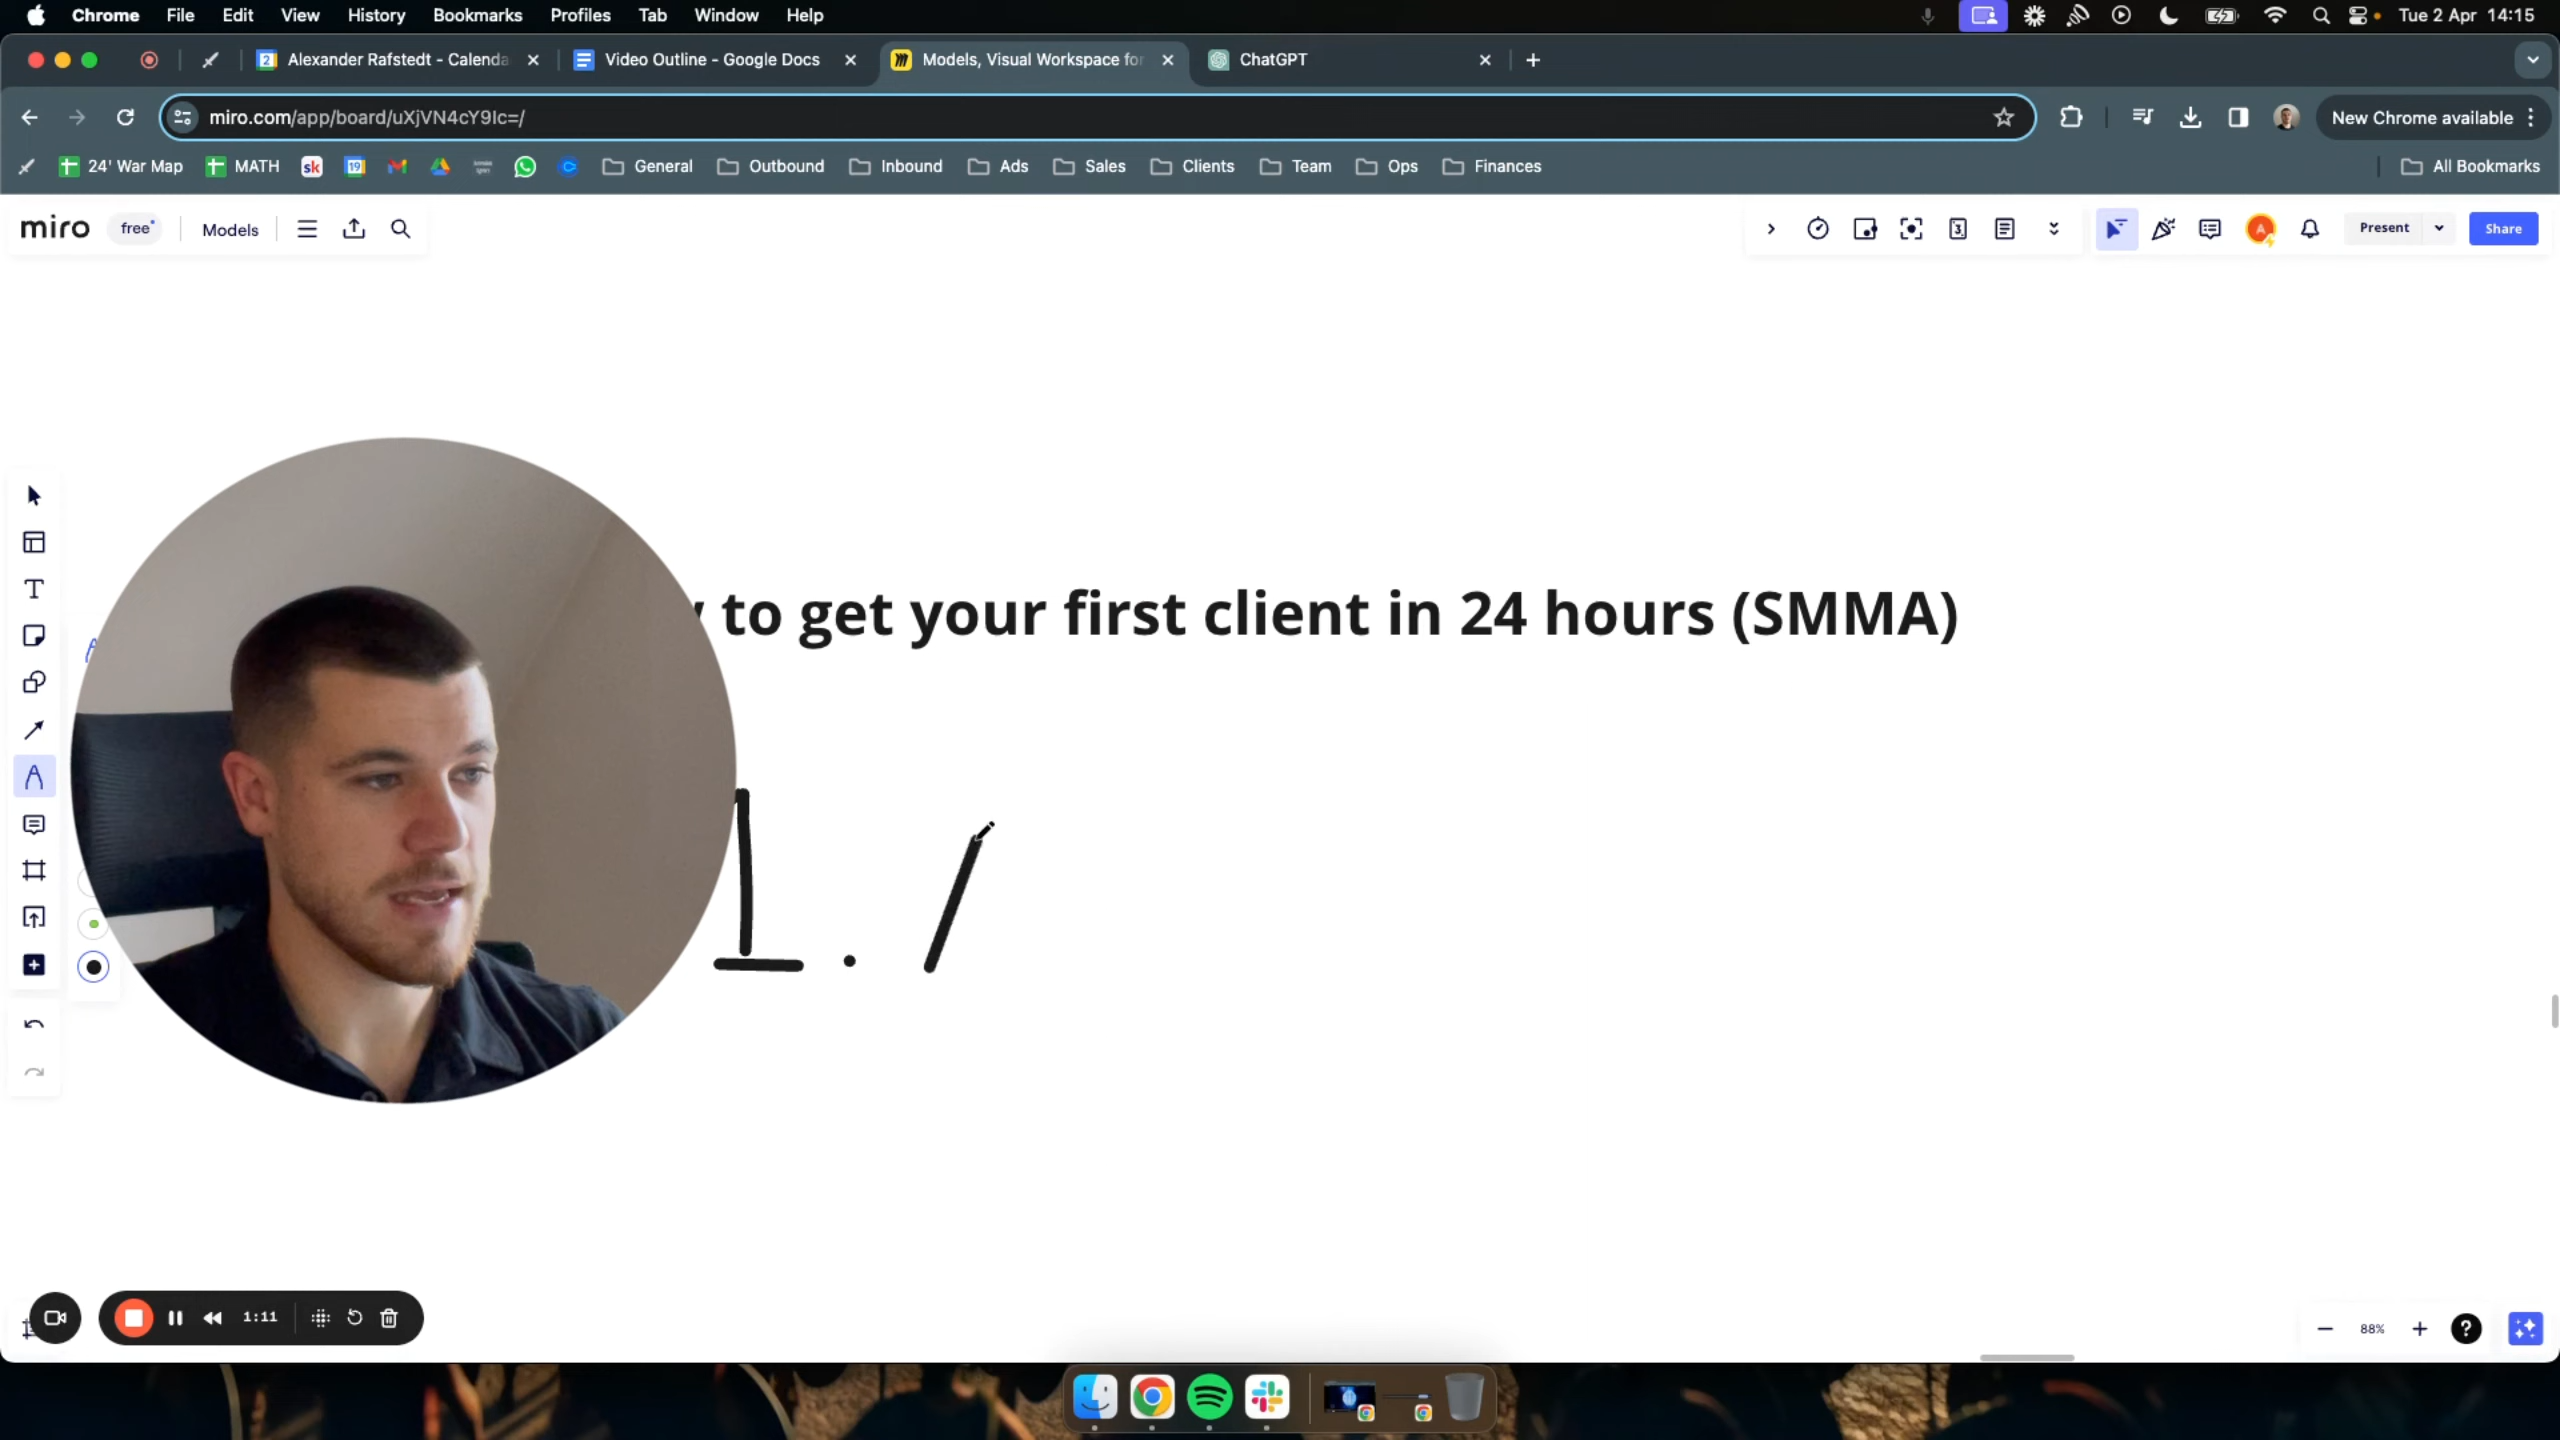 Chrome File Edit View History Bookmarks Profiles Tab Window Help Tue 2 Apr 14:15
Alexander Rafstedt - Calenda Video Outline - Google Docs Models, Visual Workspace for ChatGPT
miro.com/app/board/uXjVN4cY9Ic=/ New Chrome available
24' War Map MATH sk 19 General Outbound Inbound Ads Sales Clients Team Ops Finances All Bookmarks
miro free Models Present Share
to get your first client in 24 hours (SMMA)
1.
1:11
88%